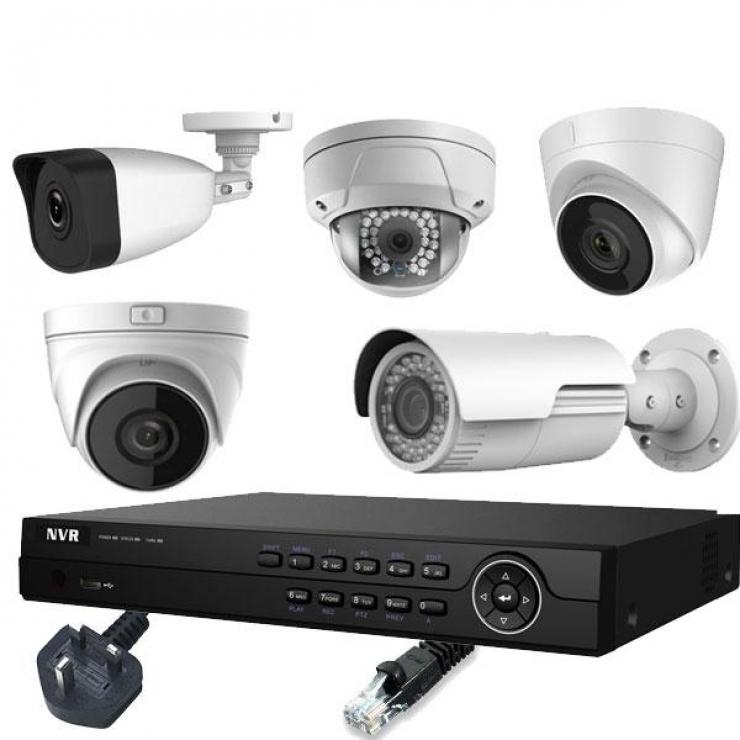 NVR
SHIFT MENU F1 F2 ESC EDIT
1 2 ABC 3 DEF 4 GHI 5 JKL
6 MNO 7 PQRS 8 TUV 9 WXYZ 0
PLAY REC PTZ PREV A